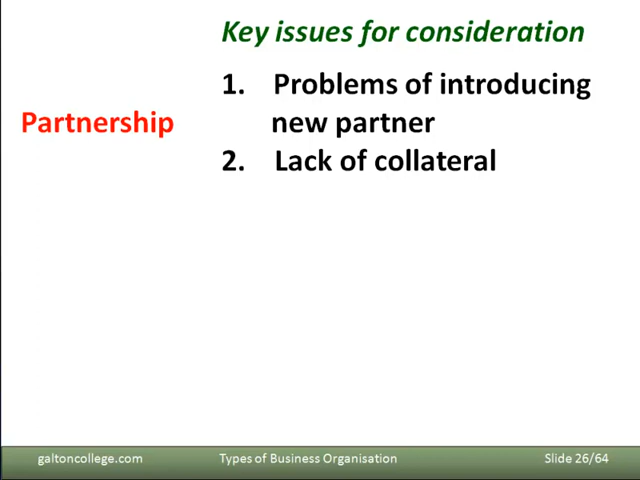 Key issues for consideration
1. Problems of introducing
Partnership
new partner
2. Lack of collateral
galtoncollege.com Types of Business Organisation Slide 26/64